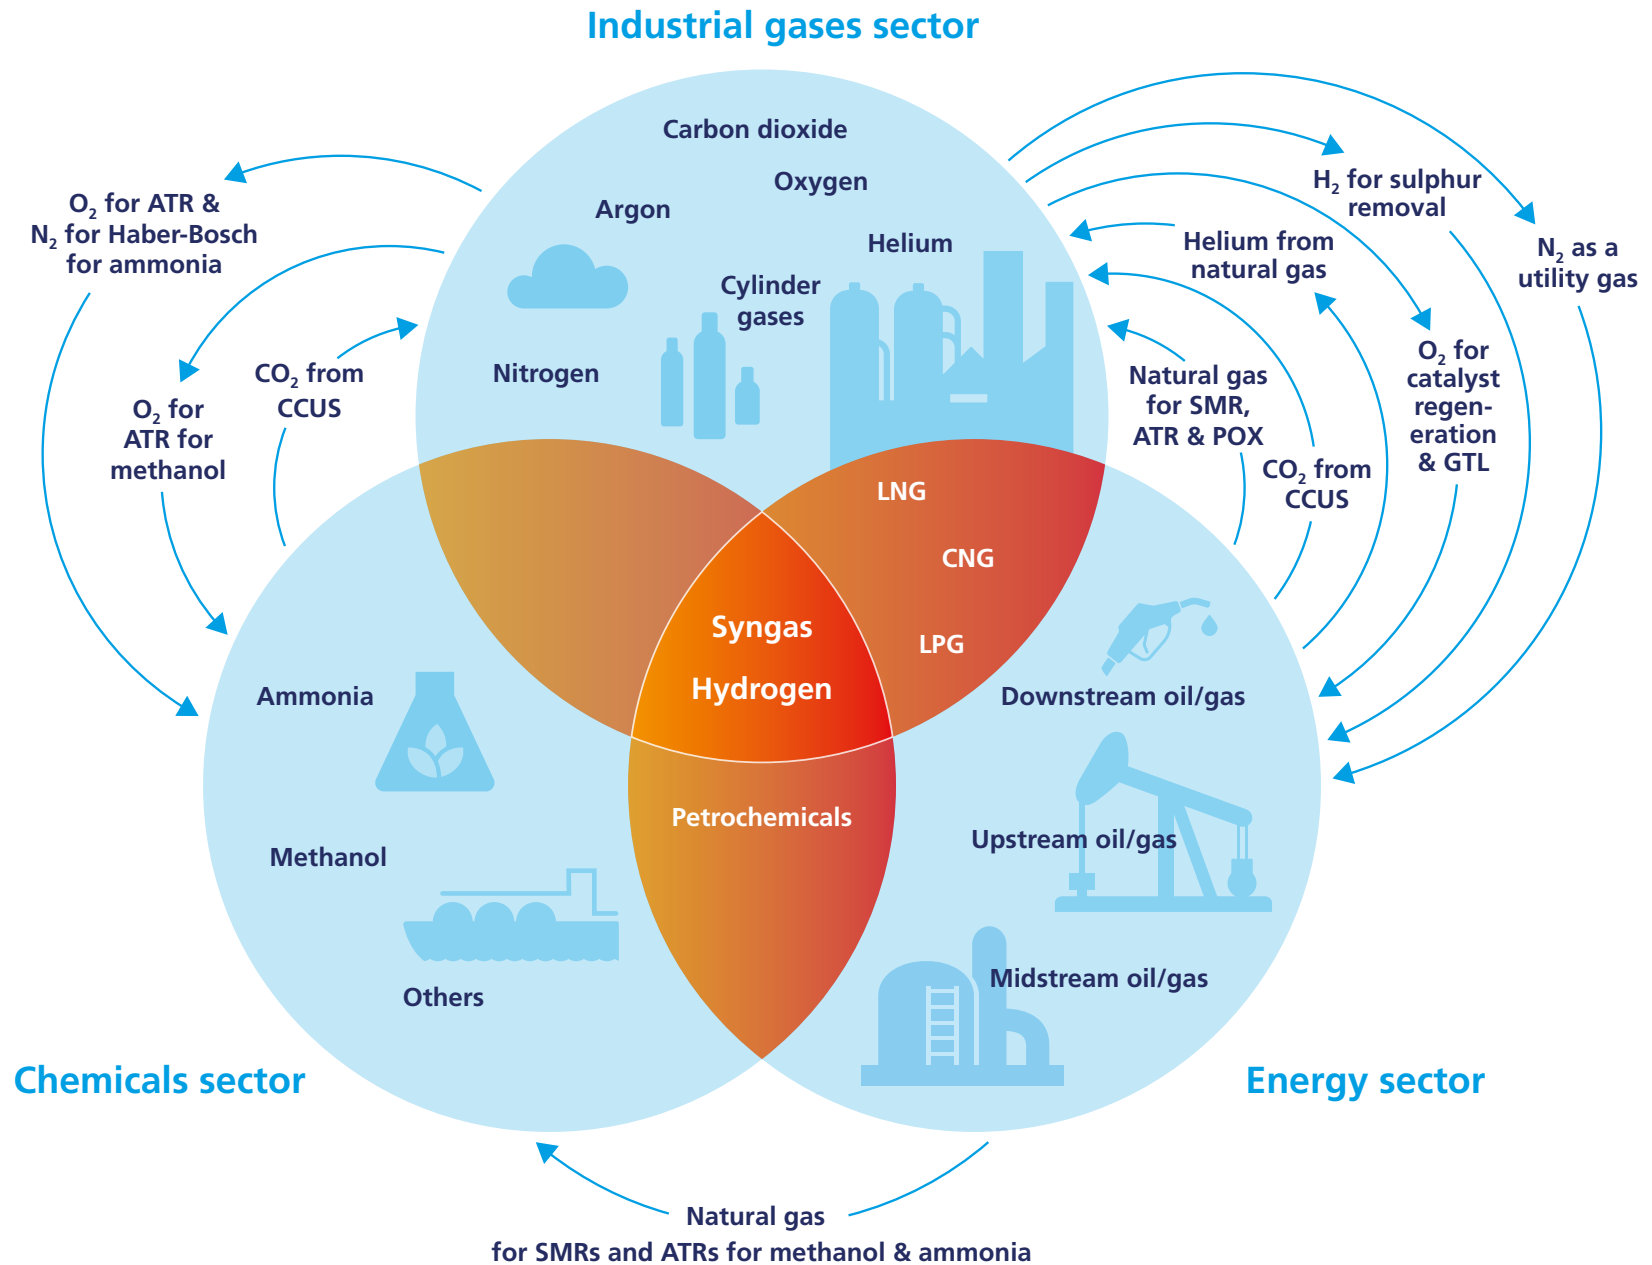 Industrial gases sector
Carbon dioxide
Oxygen
Argon
Helium
Cylinder
gases
Nitrogen
O₂ for ATR &
N₂ for Haber-Bosch
for ammonia
O₂ for
ATR for
methanol
CO₂ from
CCUS
H₂ for sulphur
removal
Helium from
natural gas
N₂ as a
utility gas
O₂ for
catalyst
regen-
eration
& GTL
Natural gas
for SMR,
ATR & POX
CO₂ from
CCUS
LNG
CNG
LPG
Syngas
Hydrogen
Petrochemicals
Ammonia
Methanol
Others
Downstream oil/gas
Upstream oil/gas
Midstream oil/gas
Chemicals sector
Energy sector
Natural gas
for SMRs and ATRs for methanol & ammonia